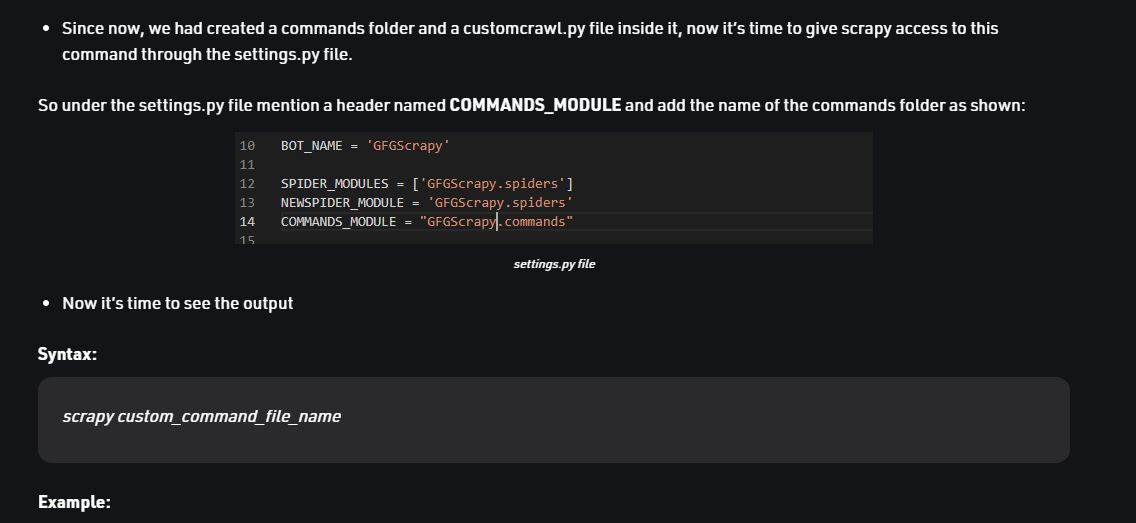 • Since now, we had created a commands folder and a customcrawl.py file inside it, now it's time to give scrapy access to this
command through the settings.py file.
So under the settings.py file mention a header named COMMANDS_MODULE and add the name of the commands folder as shown:
10 BOT_NAME = 'GFGScrapy'
11
12 SPIDER_MODULES = ['GFGScrapy.spiders']
13 NEWSPIDER_MODULE = 'GFGScrapy.spiders'
14 COMMANDS_MODULE = "GFGScrapy.commands"
15
settings.py file
• Now it's time to see the output
Syntax:
scrapy custom_command_file_name
Example: